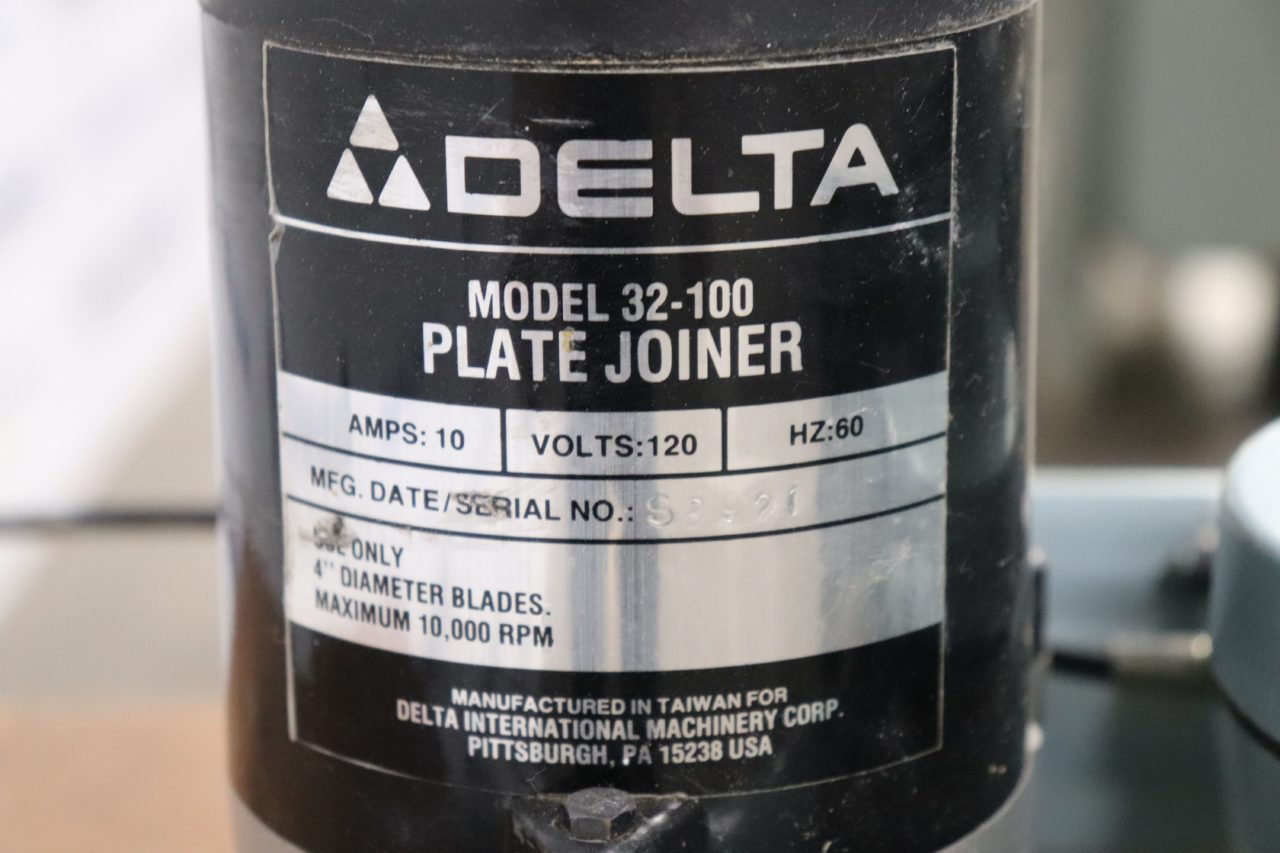 DELTA
MODEL 32-100
PLATE JOINER
AMPS: 10 VOLTS:120 HZ:60
MFG. DATE/SERIAL NO.:
USE ONLY
4" DIAMETER BLADES.
MAXIMUM 10,000 RPM
MANUFACTURED IN TAIWAN FOR
DELTA INTERNATIONAL MACHINERY CORP.
PITTSBURGH, PA 15238 USA